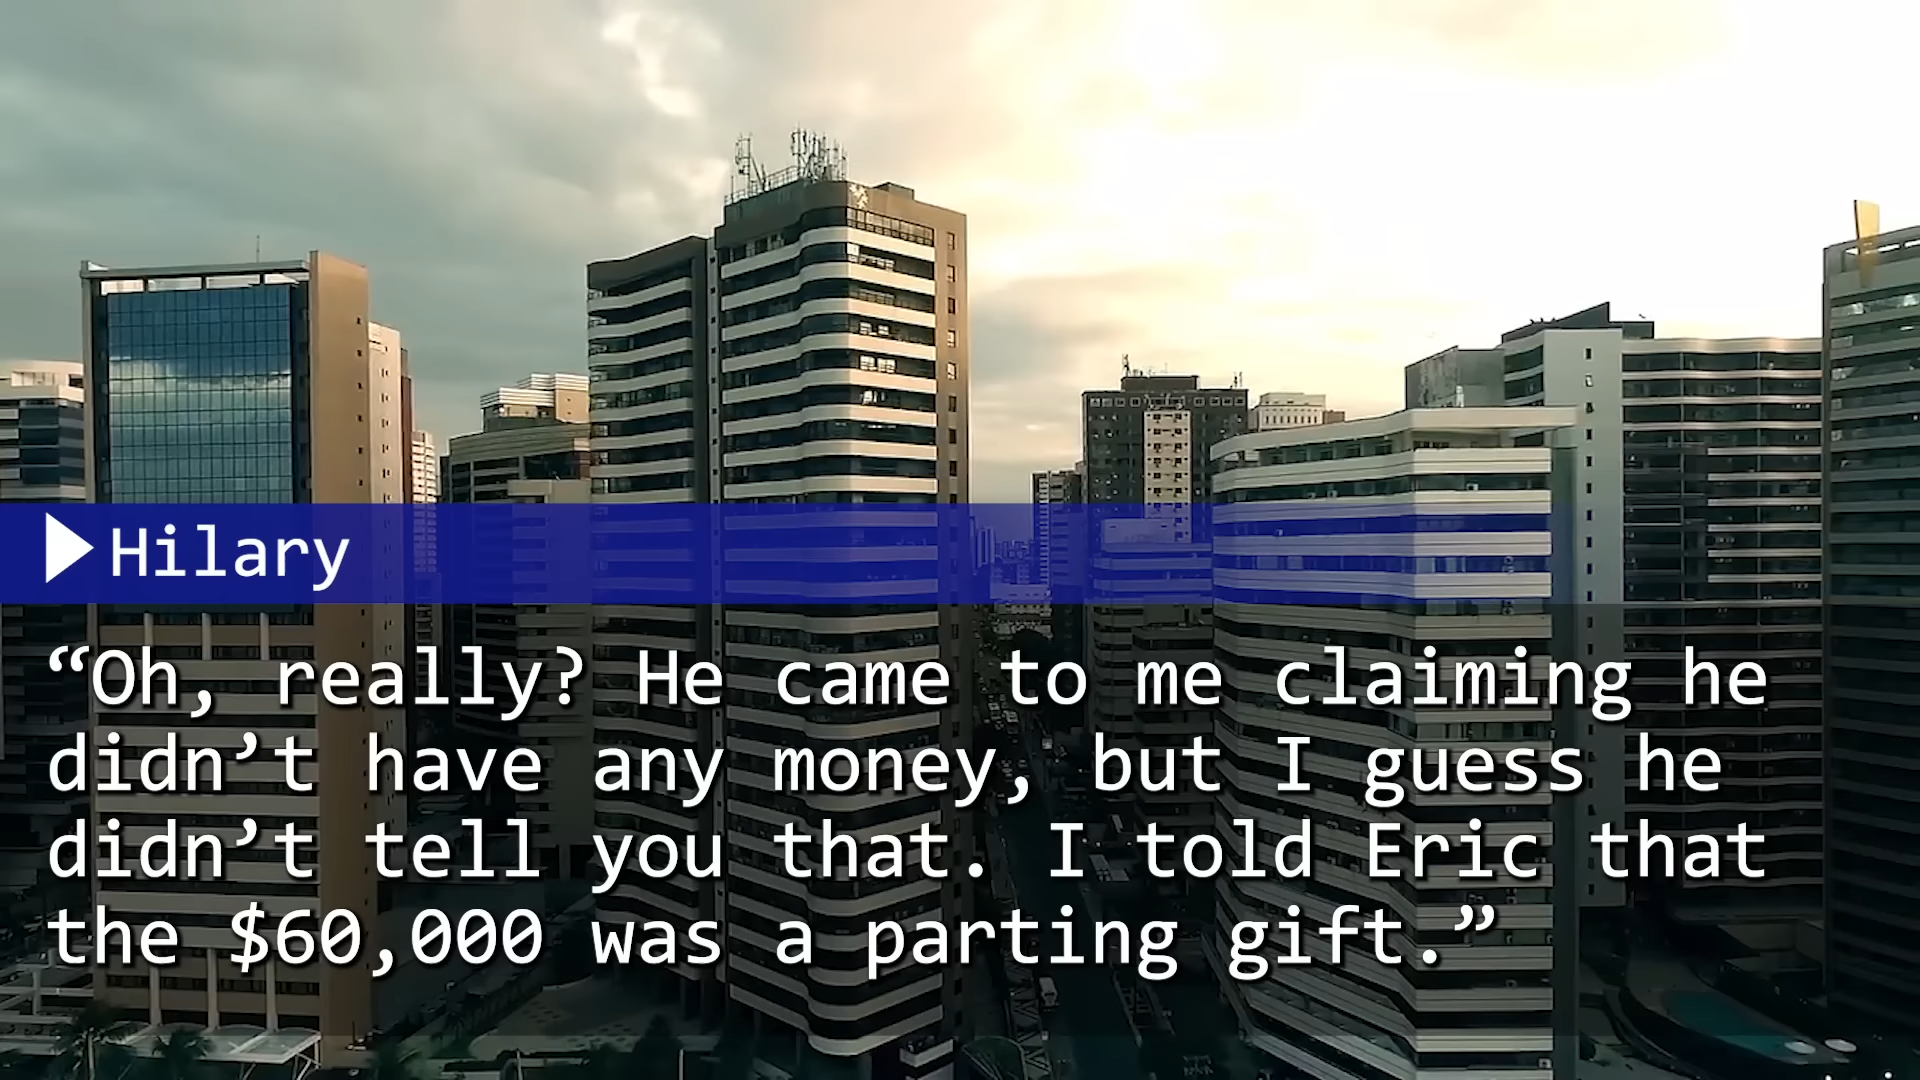 Hilary
“Oh, really? He came to me claiming he
didn’t have any money, but I guess he
didn’t tell you that. I told Eric that
the $60,000 was a parting gift.”